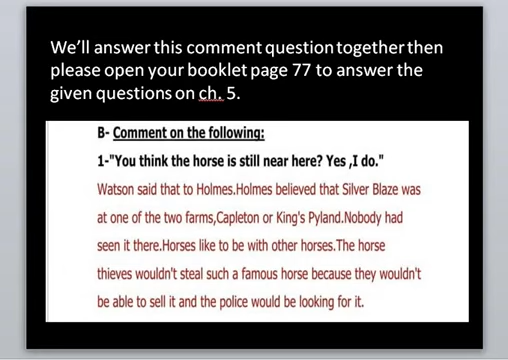 We'll answer this comment question together then
please open your booklet page 77 to answer the
given questions on ch. 5.
B- Comment on the following:
1-"You think the horse is still near here? Yes ,I do."
Watson said that to Holmes.Holmes believed that Silver Blaze was
at one of the two farms,Capleton or King's Pyland.Nobody had
seen it there.Horses like to be with other horses.The horse
thieves wouldn't steal such a famous horse because they wouldn't
be able to sell it and the police would be looking for it.